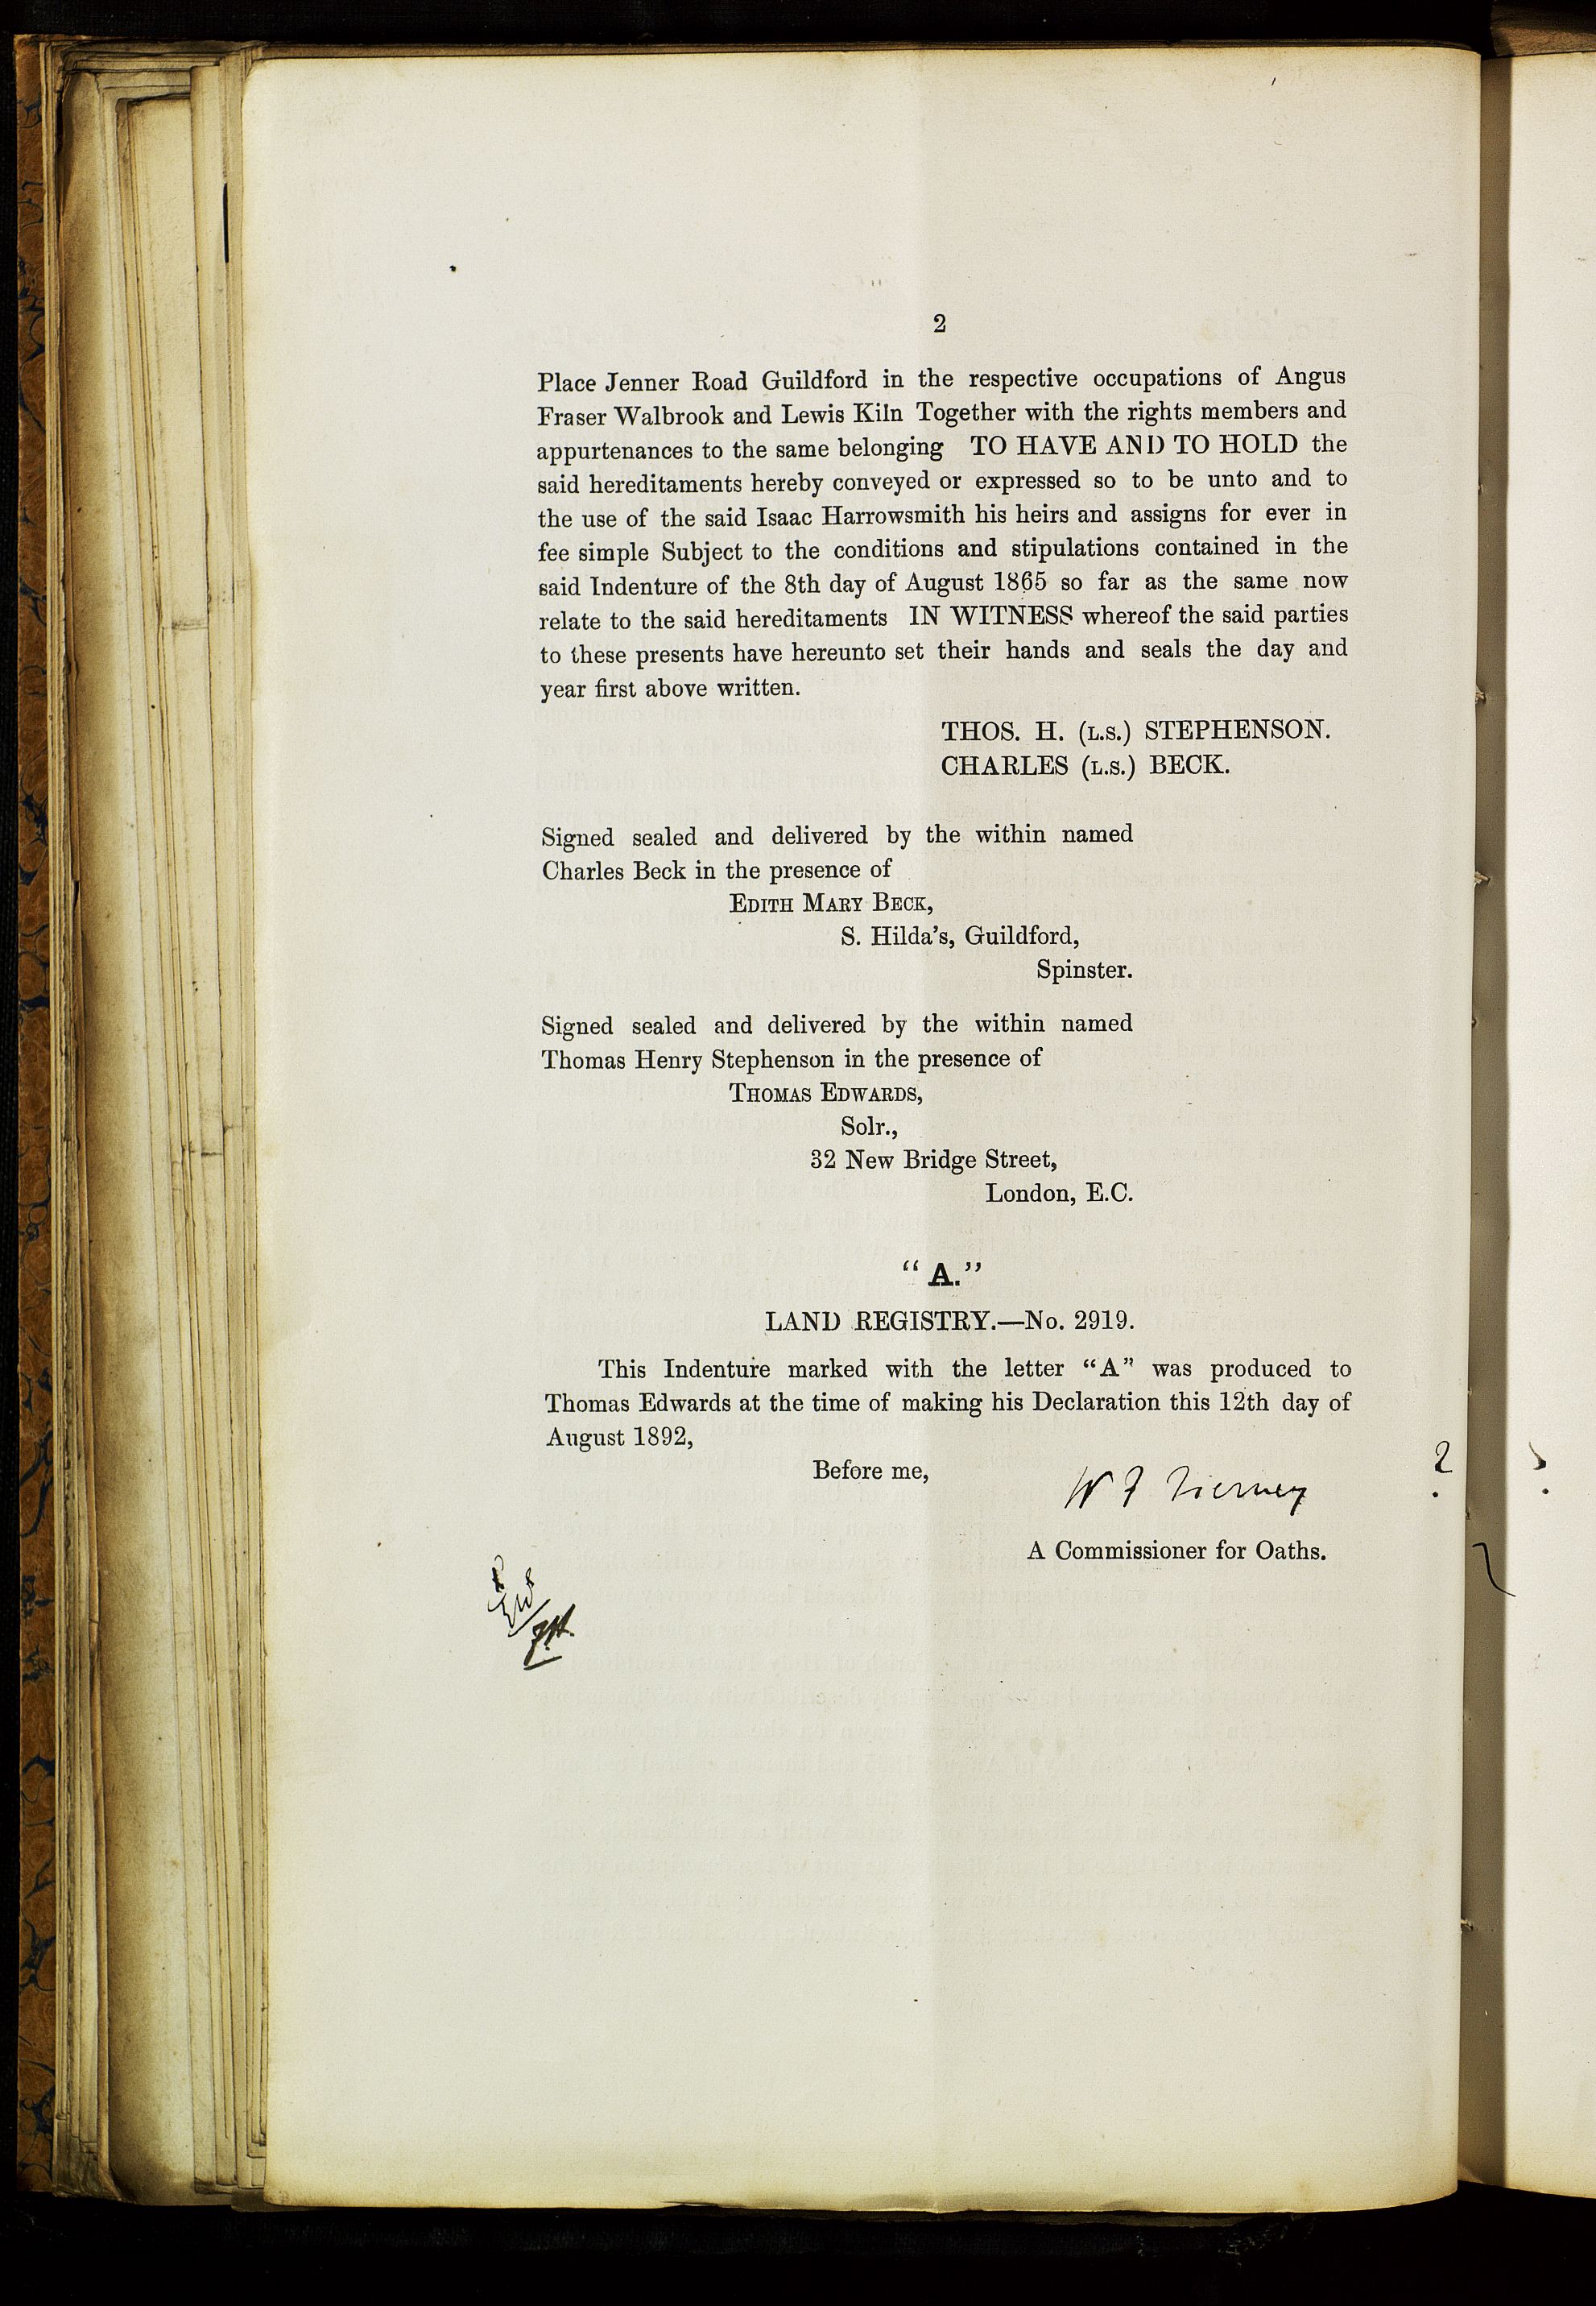 2
Place Jenner Road Guildford in the respective occupations of Angus
Fraser Walbrook and Lewis Kiln Together with the rights members and
appurtenances to the same belonging TO HAVE AND TO HOLD the
said hereditaments hereby conveyed or expressed so to be unto and to
the use of the said Isaac Harrowsmith his heirs and assigns for ever in
fee simple Subject to the conditions and stipulations contained in the
said Indenture of the 8th day of August 1865 so far as the same now
relate to the said hereditaments IN WITNESS whereof the said parties
to these presents have hereunto set their hands and seals the day and
year first above written.
THOS. H. (L.S.) STEPHENSON.
CHARLES (L.S.) BECK.
Signed sealed and delivered by the within named
Charles Beck in the presence of
EDITH MARY BECK,
S. Hilda's, Guildford,
Spinster.
Signed sealed and delivered by the within named
Thomas Henry Stephenson in the presence of
THOMAS EDWARDS,
Solr.,
32 New Bridge Street,
London, E.C.
"A."
LAND REGISTRY.—No. 2919.
This Indenture marked with the letter "A" was produced to
Thomas Edwards at the time of making his Declaration this 12th day of
August 1892,
Before me,
W F Tierney ?
A Commissioner for Oaths.